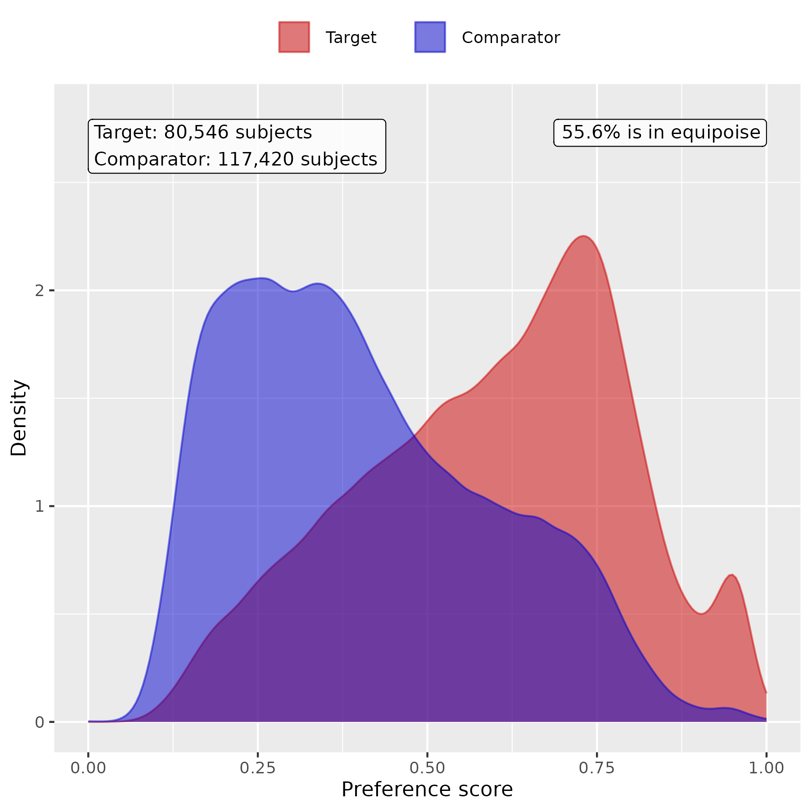 Target
Comparator
Target: 80,546 subjects
Comparator: 117,420 subjects
55.6% is in equipoise
Density
2
1
0
0.00
0.25
0.50
0.75
1.00
Preference score